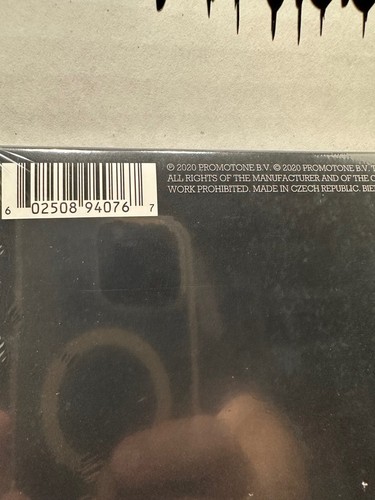 ℗ 2020 PROMOTONE B.V. © 2020 PROMOTONE B.V.
ALL RIGHTS OF THE MANUFACTURER AND OF THE
WORK PROHIBITED. MADE IN CZECH REPUBLIC.
6 02508 94076 7